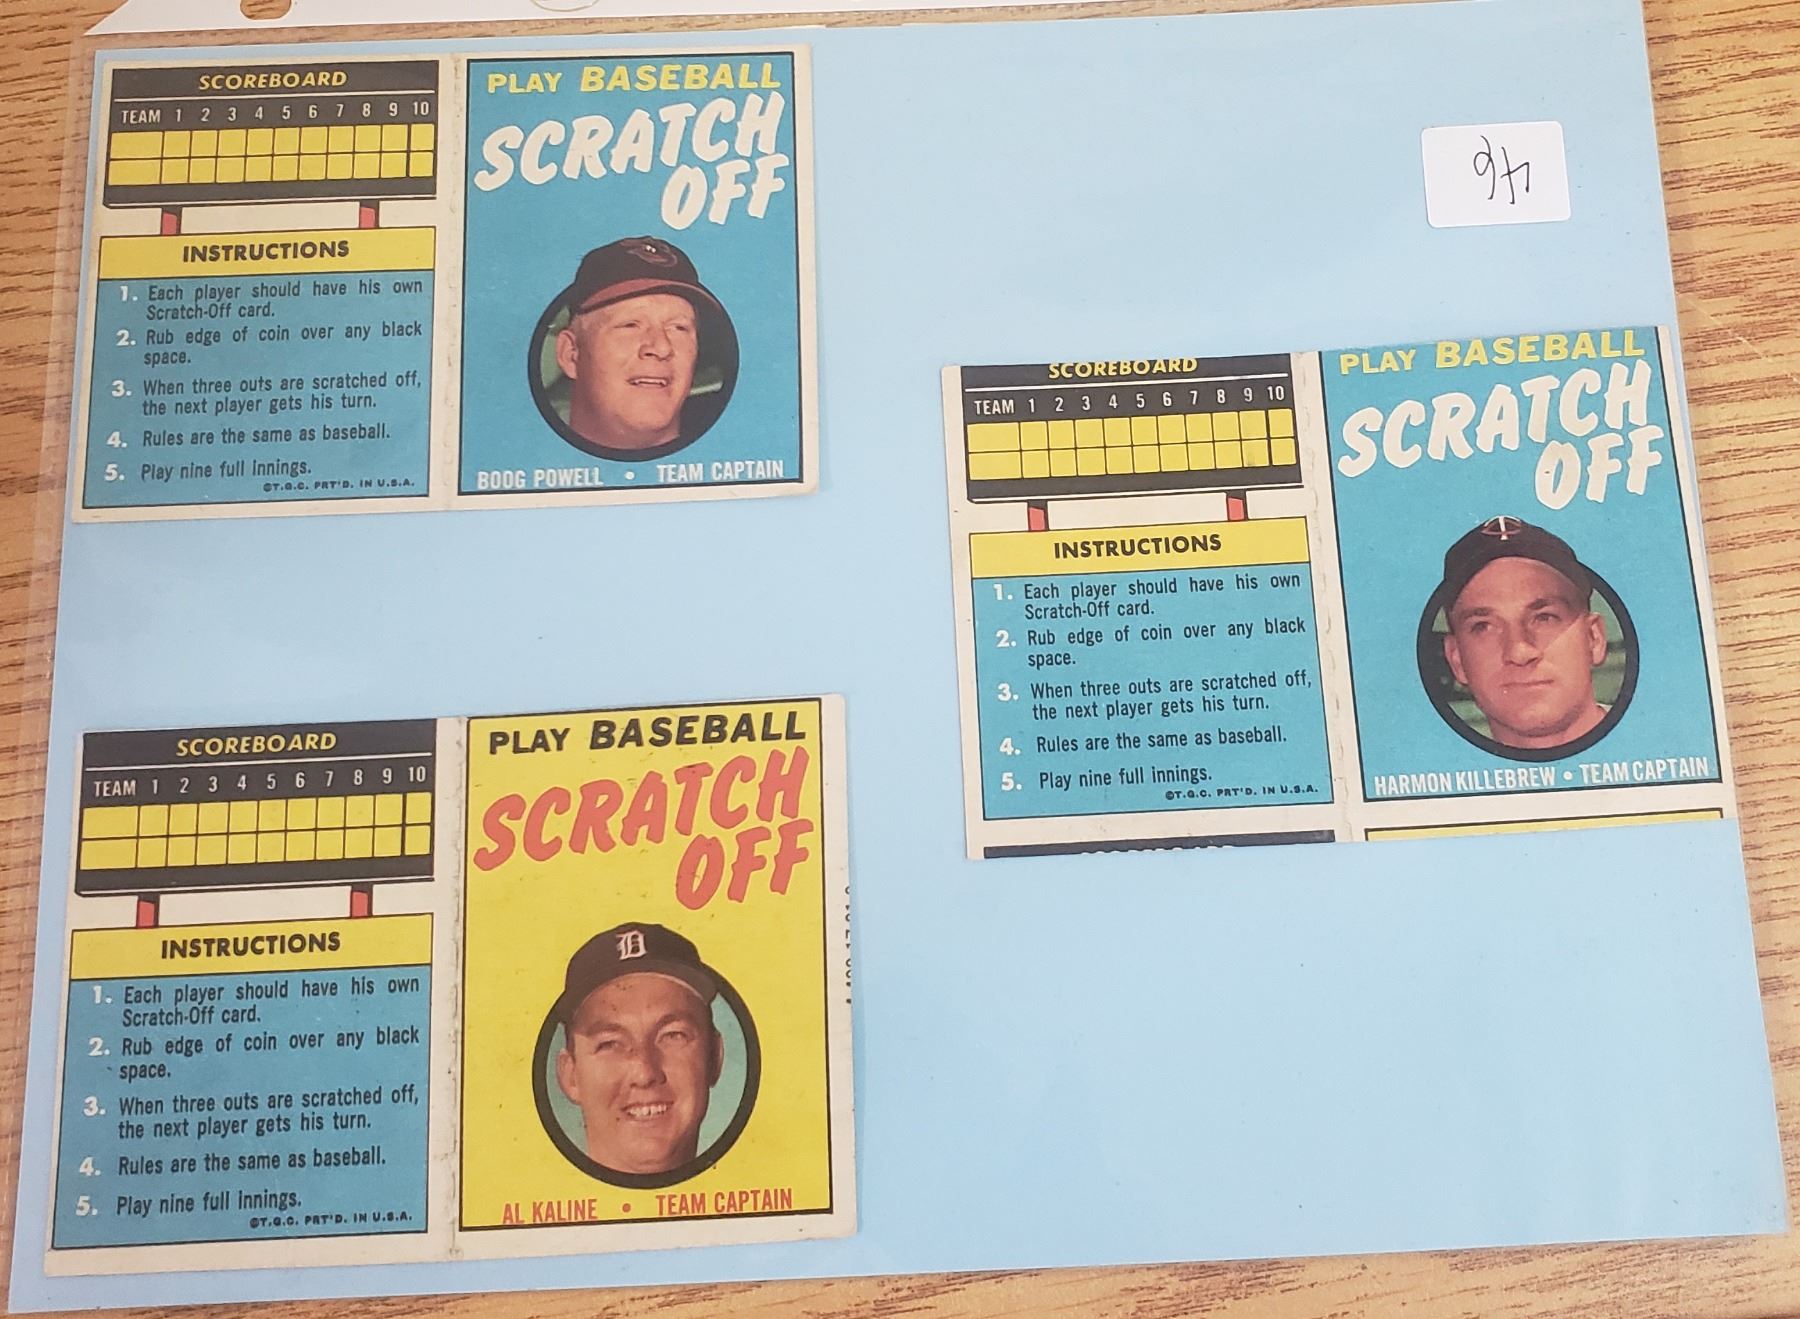 SCOREBOARD
TEAM 1 2 3 4 5 6 7 8 9 10
INSTRUCTIONS
1. Each player should have his own
Scratch-Off card.
2. Rub edge of coin over any black
space.
3. When three outs are scratched off,
the next player gets his turn.
4. Rules are the same as baseball.
5. Play nine full innings.
©T.G.C. PRT'D. IN U.S.A.
PLAY BASEBALL
SCRATCH
OFF
BOOG POWELL • TEAM CAPTAIN
46
SCOREBOARD
TEAM 1 2 3 4 5 6 7 8 9 10
INSTRUCTIONS
1. Each player should have his own
Scratch-Off card.
2. Rub edge of coin over any black
space.
3. When three outs are scratched off,
the next player gets his turn.
4. Rules are the same as baseball.
5. Play nine full innings.
©T.G.C. PRT'D. IN U.S.A.
PLAY BASEBALL
SCRATCH
OFF
HARMON KILLEBREW • TEAM CAPTAIN
SCOREBOARD
TEAM 1 2 3 4 5 6 7 8 9 10
INSTRUCTIONS
1. Each player should have his own
Scratch-Off card.
2. Rub edge of coin over any black
space.
3. When three outs are scratched off,
the next player gets his turn.
4. Rules are the same as baseball.
5. Play nine full innings.
©T.G.C. PRT'D. IN U.S.A.
PLAY BASEBALL
SCRATCH
OFF
D
AL KALINE • TEAM CAPTAIN